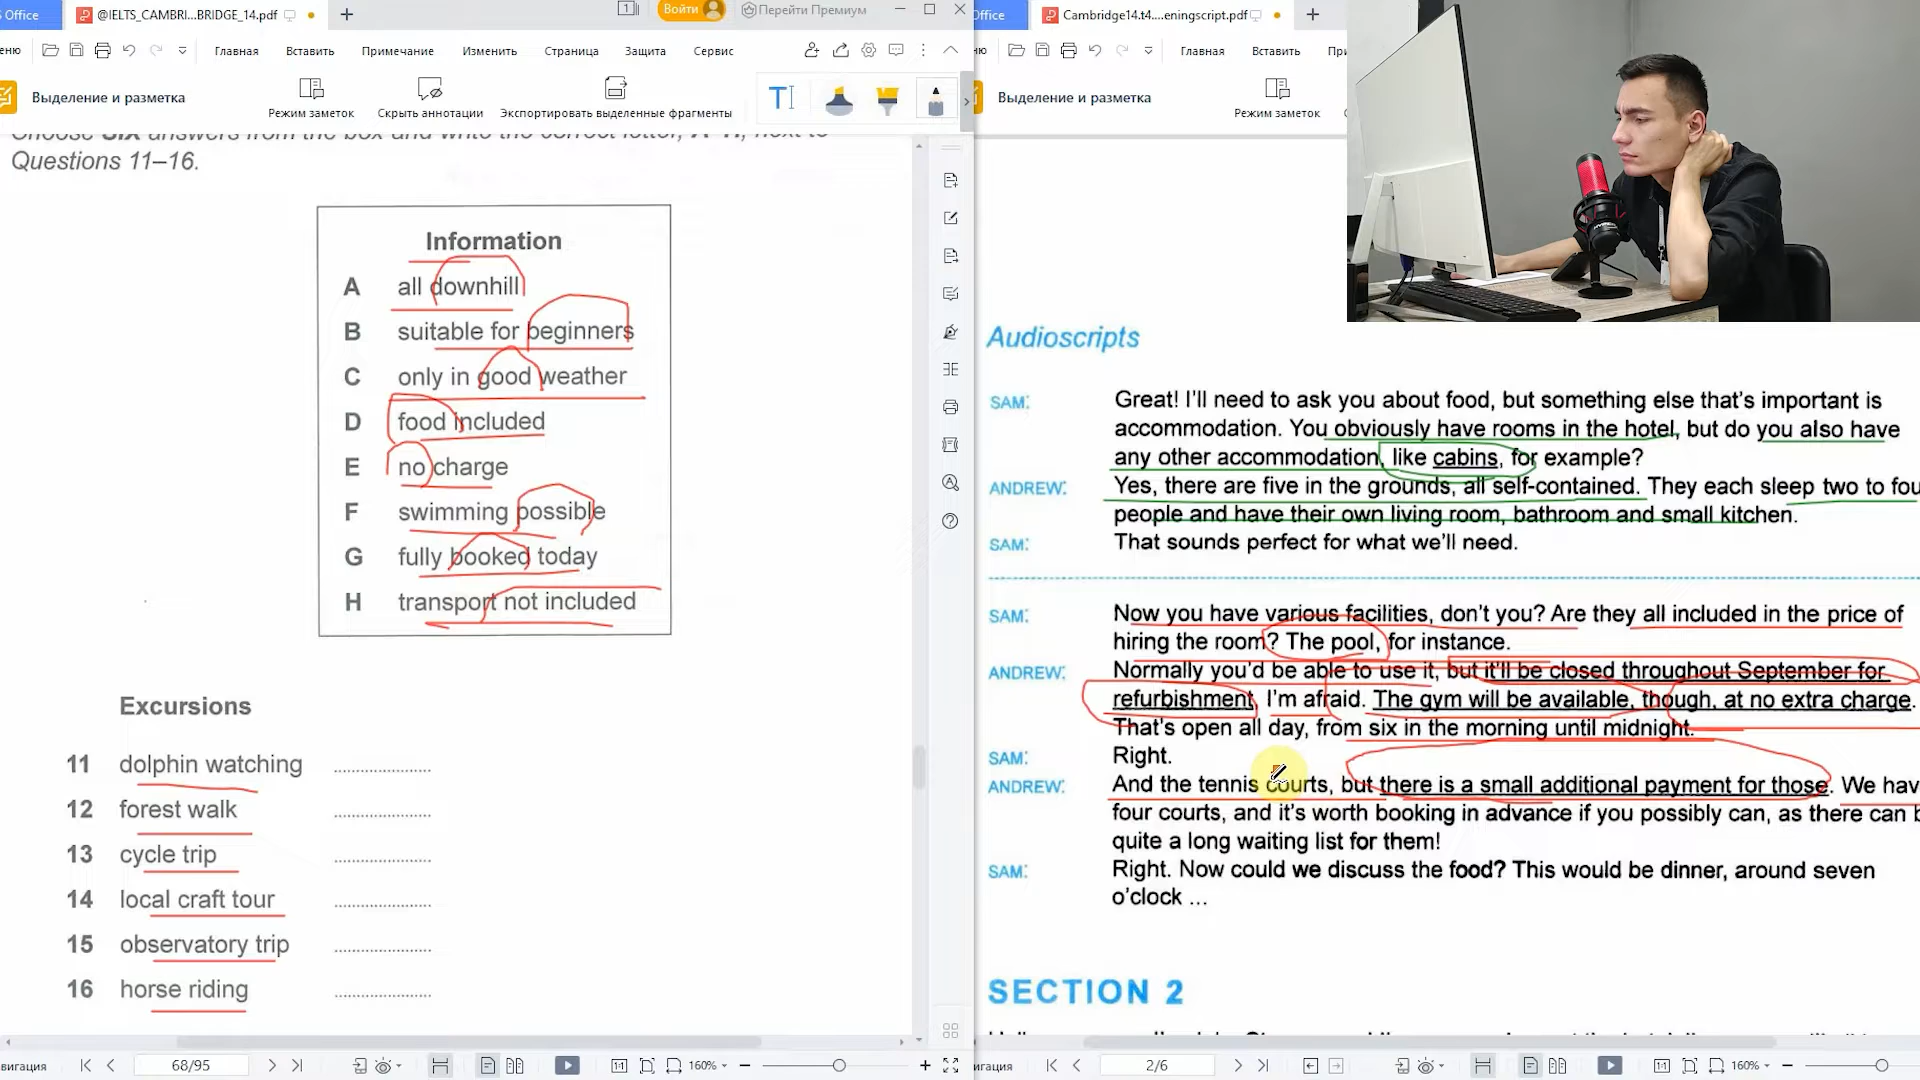 Office
@IELTS_CAMBRI...BRIDGE_14.pdf
Войти
Перейти Премиум
Главная
Вставить
Примечание
Изменить
Страница
Защита
Сервис
Выделение и разметка
Режим заметок
Скрыть аннотации
Экспортировать выделенные фрагменты
Choose SIX answers from the box and write the correct letter, A–H, next to
Questions 11–16.
Information
A all downhill
B suitable for beginners
C only in good weather
D food included
E no charge
F swimming possible
G fully booked today
H transport not included
Excursions
11 dolphin watching ....................
12 forest walk ....................
13 cycle trip ....................
14 local craft tour ....................
15 observatory trip ....................
16 horse riding ....................
68/95
160%
Office
Cambridge14.t4....eningscript.pdf
Главная
Вставить
Выделение и разметка
Режим заметок
Audioscripts
SAM: Great! I'll need to ask you about food, but something else that's important is
accommodation. You obviously have rooms in the hotel, but do you also have
any other accommodation, like cabins, for example?
ANDREW: Yes, there are five in the grounds, all self-contained. They each sleep two to fou
people and have their own living room, bathroom and small kitchen.
SAM: That sounds perfect for what we'll need.
SAM: Now you have various facilities, don't you? Are they all included in the price of
hiring the room? The pool, for instance.
ANDREW: Normally you'd be able to use it, but it'll be closed throughout September for
refurbishment, I'm afraid. The gym will be available, though, at no extra charge.
That's open all day, from six in the morning until midnight.
SAM: Right.
ANDREW: And the tennis courts, but there is a small additional payment for those. We hav
four courts, and it's worth booking in advance if you possibly can, as there can b
quite a long waiting list for them!
SAM: Right. Now could we discuss the food? This would be dinner, around seven
o'clock ...
SECTION 2
2/6
160%